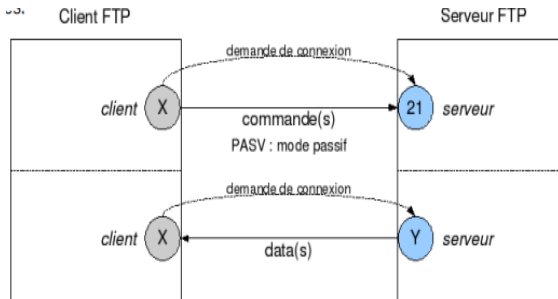 Client FTP Serveur FTP
demande de connexion
client X 21 serveur
commande(s)
PASV : mode passif
demande de connexion
client X Y serveur
data(s)